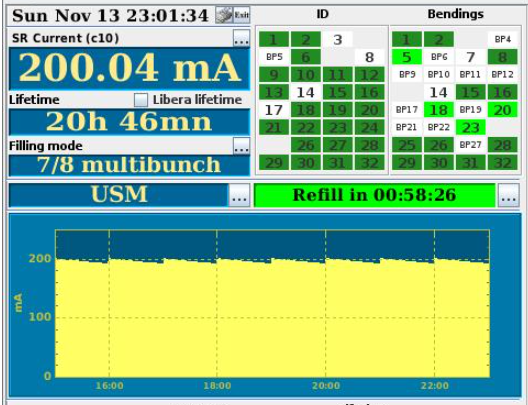 Sun Nov 13 23:01:34 Exit
SR Current (c10) ...
200.04 mA
Lifetime Libera lifetime
20h 46mn
Filling mode ...
7/8 multibunch
ID
1 2 3
BP5 6 8
9 10 11 12
13 14 15 16
17 18 19 20
21 22 23 24
26 27 28
29 30 31 32
Bendings
1 2 BP4
5 BP6 7 8
BP9 BP10 BP11 BP12
14 15 16
BP17 18 BP19 20
BP21 BP22 23
25 26 BP27 28
29 30 31 32
USM ... Refill in 00:58:26 ...
200
mA
100
0
16:00 18:00 20:00 22:00